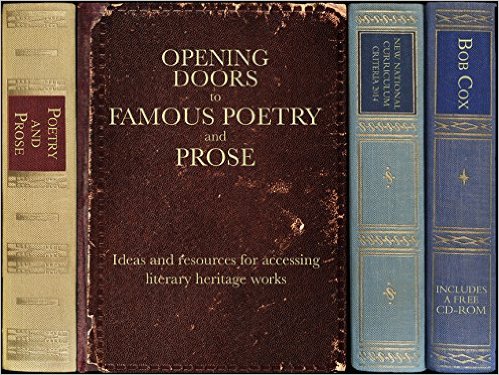 POETRY
AND
PROSE
OPENING
DOORS
to
FAMOUS POETRY
and
PROSE
Ideas and resources for accessing
literary heritage works
NEW NATIONAL
CURRICULUM
CRITERIA 2014
BOB COX
INCLUDES
A FREE
CD-ROM